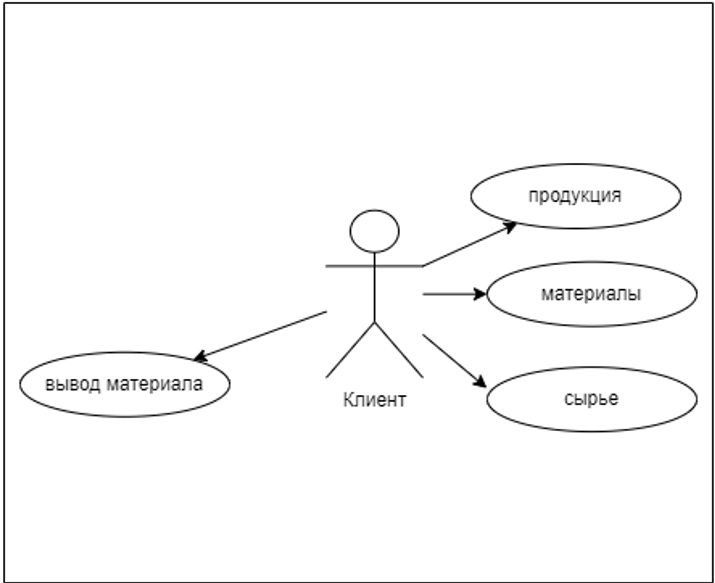 продукция
материалы
вывод материала
Клиент
сырье